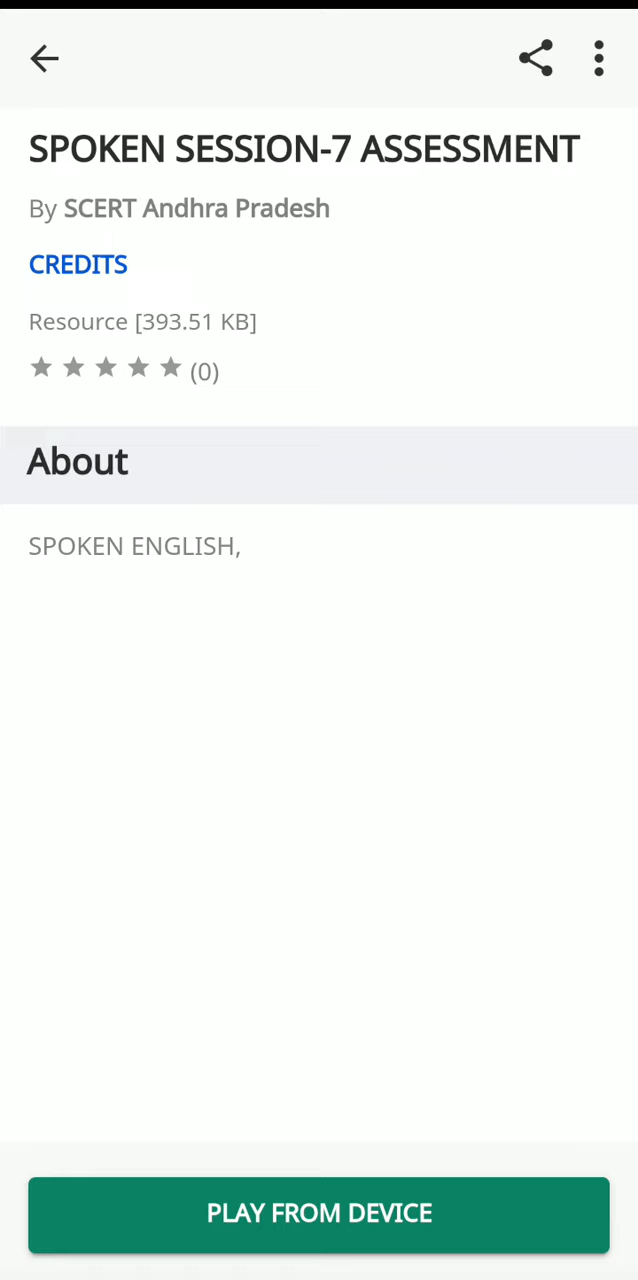 SPOKEN SESSION-7 ASSESSMENT
By SCERT Andhra Pradesh
CREDITS
Resource [393.51 KB]
(0)
About
SPOKEN ENGLISH,
PLAY FROM DEVICE